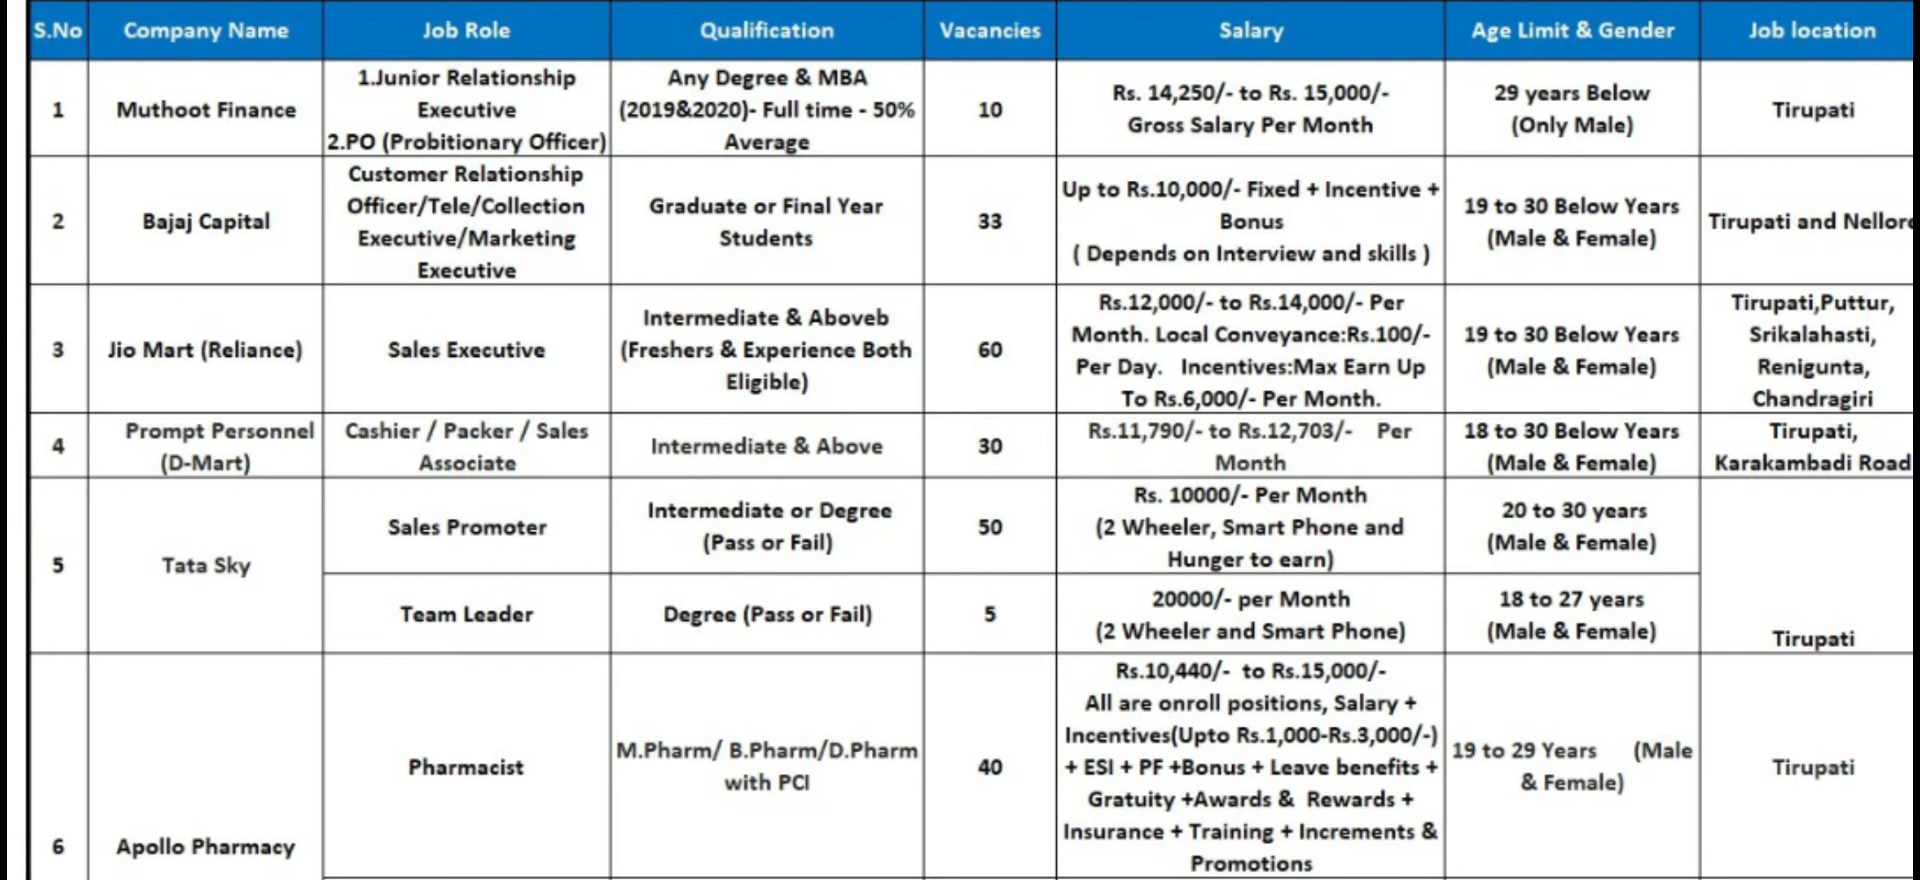 S.No Company Name Job Role Qualification Vacancies Salary Age Limit & Gender Job location
1
Muthoot Finance
1.Junior Relationship
Executive
2.PO (Probitionary Officer)
Any Degree & MBA
(2019&2020)- Full time - 50%
Average
10
Rs. 14,250/- to Rs. 15,000/-
Gross Salary Per Month
29 years Below
(Only Male)
Tirupati
2
Bajaj Capital
Customer Relationship
Officer/Tele/Collection
Executive/Marketing
Executive
Graduate or Final Year
Students
33
Up to Rs.10,000/- Fixed + Incentive +
Bonus
( Depends on Interview and skills )
19 to 30 Below Years
(Male & Female)
Tirupati and Nellore
3
Jio Mart (Reliance)
Sales Executive
Intermediate & Aboveb
(Freshers & Experience Both
Eligible)
60
Rs.12,000/- to Rs.14,000/- Per
Month. Local Conveyance:Rs.100/-
Per Day. Incentives:Max Earn Up
To Rs.6,000/- Per Month.
19 to 30 Below Years
(Male & Female)
Tirupati,Puttur,
Srikalahasti,
Renigunta,
Chandragiri
4
Prompt Personnel
(D-Mart)
Cashier / Packer / Sales
Associate
Intermediate & Above
30
Rs.11,790/- to Rs.12,703/- Per
Month
18 to 30 Below Years
(Male & Female)
Tirupati,
Karakambadi Road
5
Tata Sky
Sales Promoter
Intermediate or Degree
(Pass or Fail)
50
Rs. 10000/- Per Month
(2 Wheeler, Smart Phone and
Hunger to earn)
20 to 30 years
(Male & Female)
Team Leader
Degree (Pass or Fail)
5
20000/- per Month
(2 Wheeler and Smart Phone)
18 to 27 years
(Male & Female)
Tirupati
6
Apollo Pharmacy
Pharmacist
M.Pharm/ B.Pharm/D.Pharm
with PCI
40
Rs.10,440/- to Rs.15,000/-
All are onroll positions, Salary +
Incentives(Upto Rs.1,000-Rs.3,000/-)
+ ESI + PF +Bonus + Leave benefits +
Gratuity +Awards & Rewards +
Insurance + Training + Increments &
Promotions
19 to 29 Years (Male
& Female)
Tirupati